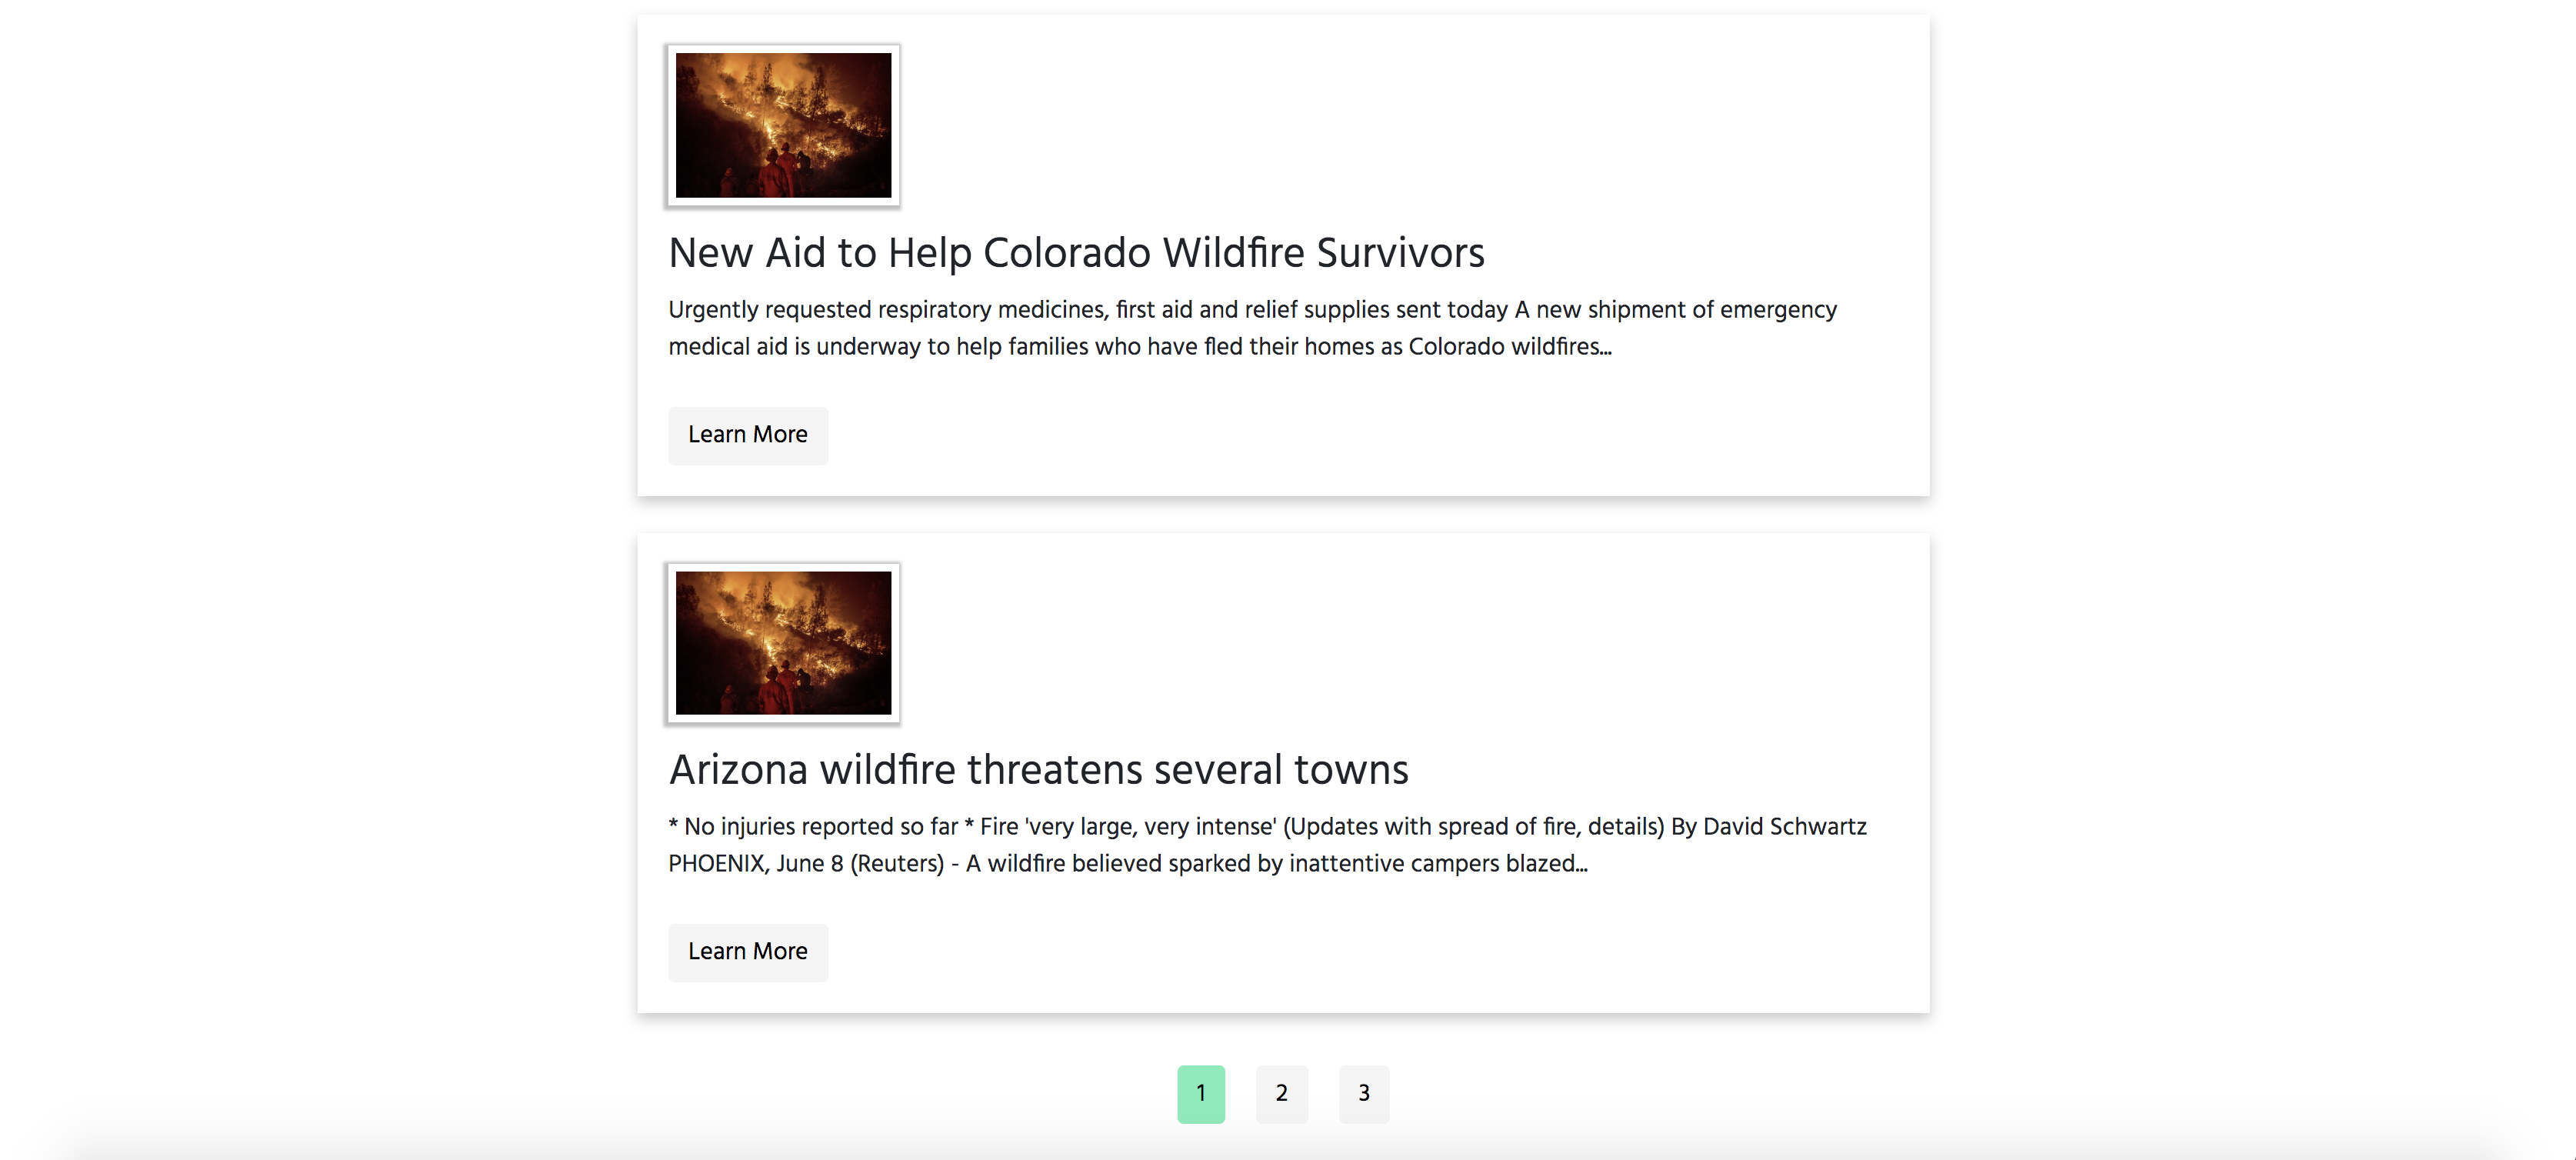 New Aid to Help Colorado Wildfire Survivors
Urgently requested respiratory medicines, first aid and relief supplies sent today A new shipment of emergency
medical aid is underway to help families who have fled their homes as Colorado wildfires...
Learn More
Arizona wildfire threatens several towns
* No injuries reported so far * Fire 'very large, very intense' (Updates with spread of fire, details) By David Schwartz
PHOENIX, June 8 (Reuters) - A wildfire believed sparked by inattentive campers blazed...
Learn More
1 2 3